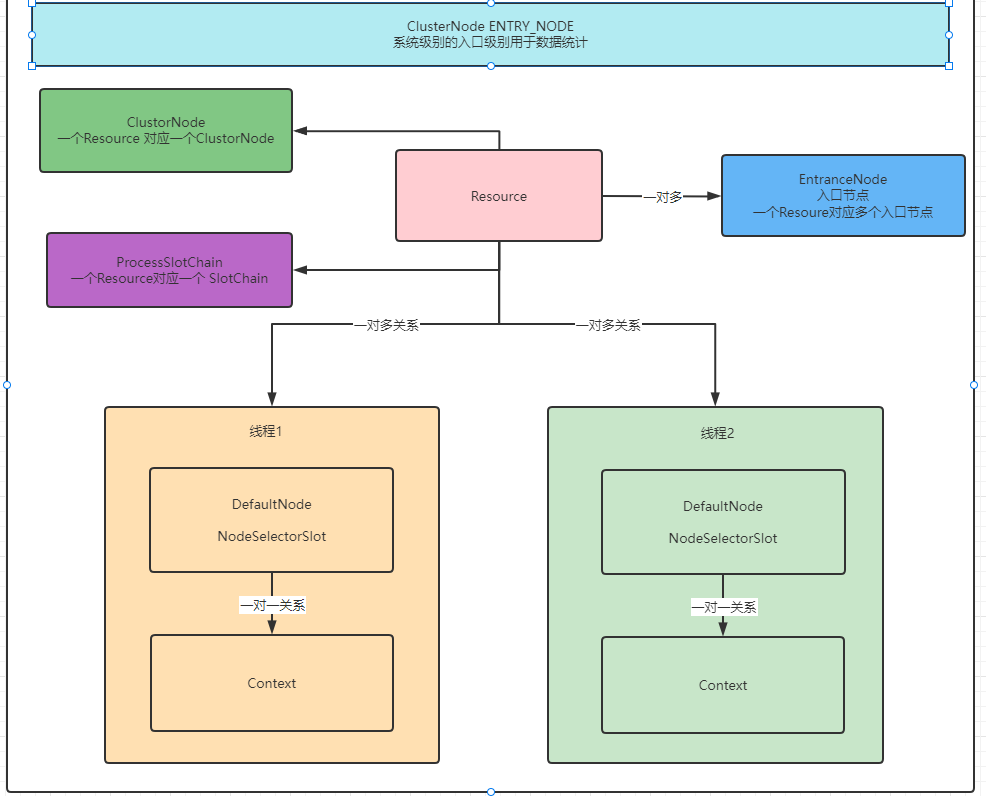 ClusterNode ENTRY_NODE
系统级别的入口级别用于数据统计
ClustorNode
一个Resource 对应一个ClustorNode
Resource
一对多
EntranceNode
入口节点
一个Resoure对应多个入口节点
ProcessSlotChain
一个Resource对应一个 SlotChain
一对多关系
一对多关系
线程1
DefaultNode
NodeSelectorSlot
一对一关系
Context
线程2
DefaultNode
NodeSelectorSlot
一对一关系
Context